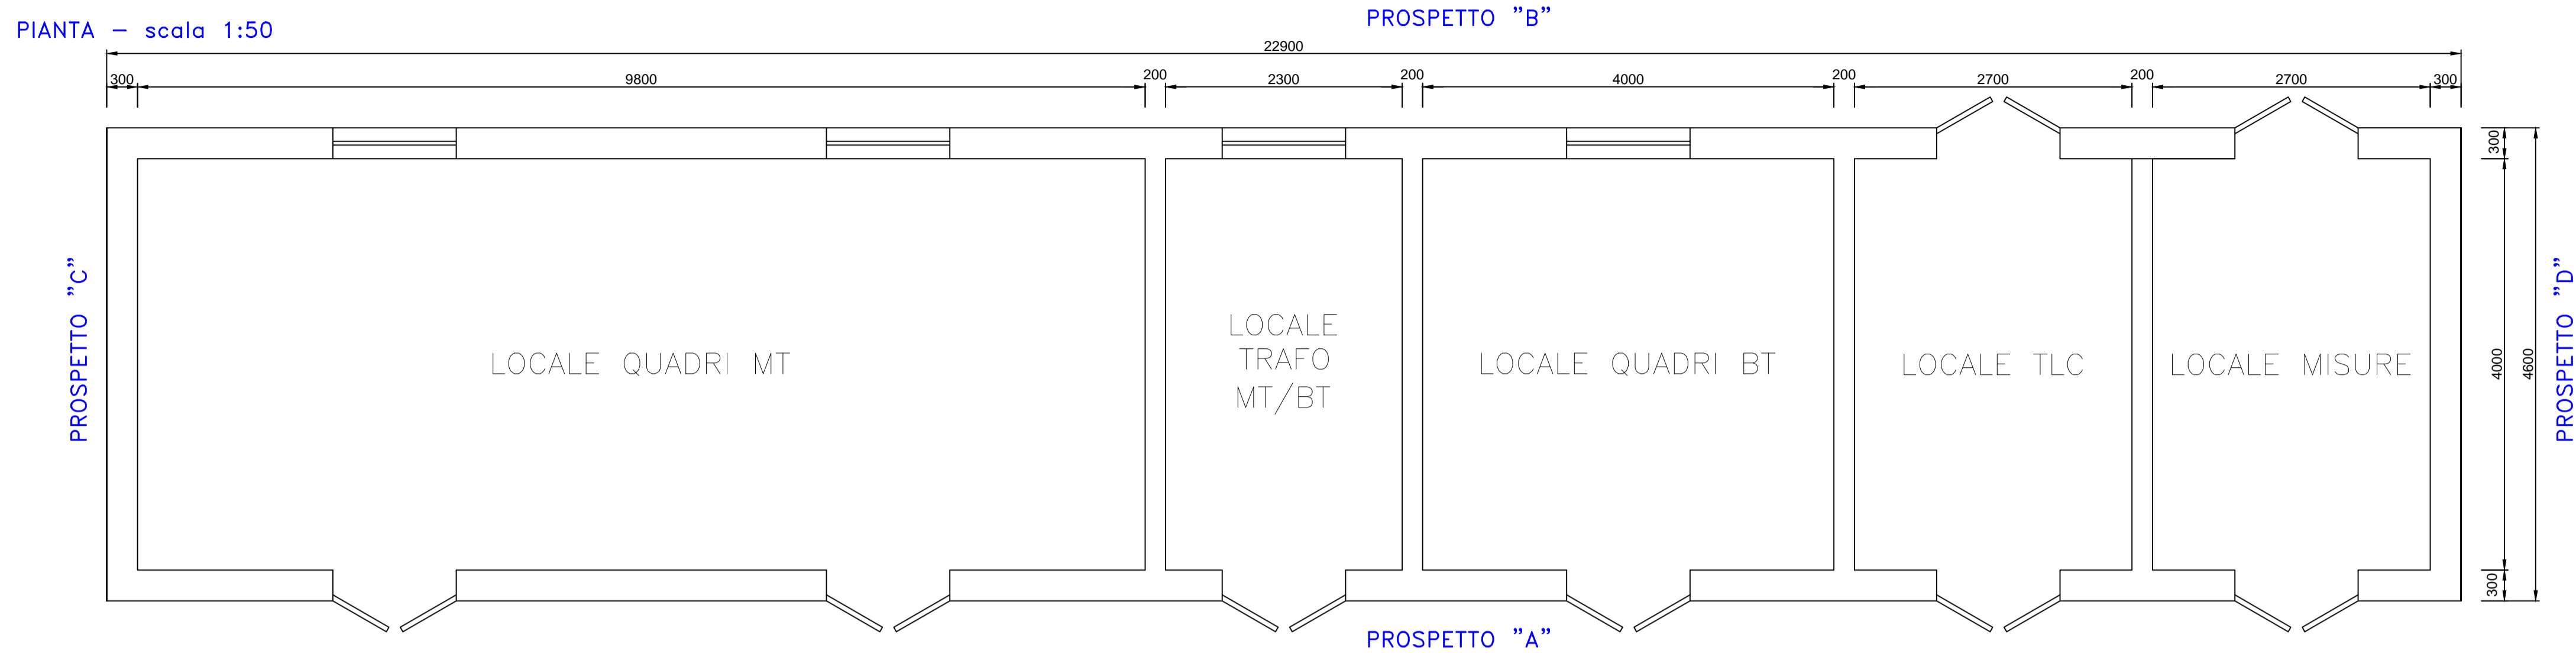 PROSPETTO "B"
PIANTA - scala 1:50
22900
300 9800 200 2300 200 4000 200 2700 200 2700 300
300
4000
4600
300
PROSPETTO "C"
LOCALE QUADRI MT
LOCALE
TRAFO
MT/BT
LOCALE QUADRI BT
LOCALE TLC
LOCALE MISURE
PROSPETTO "D"
PROSPETTO "A"